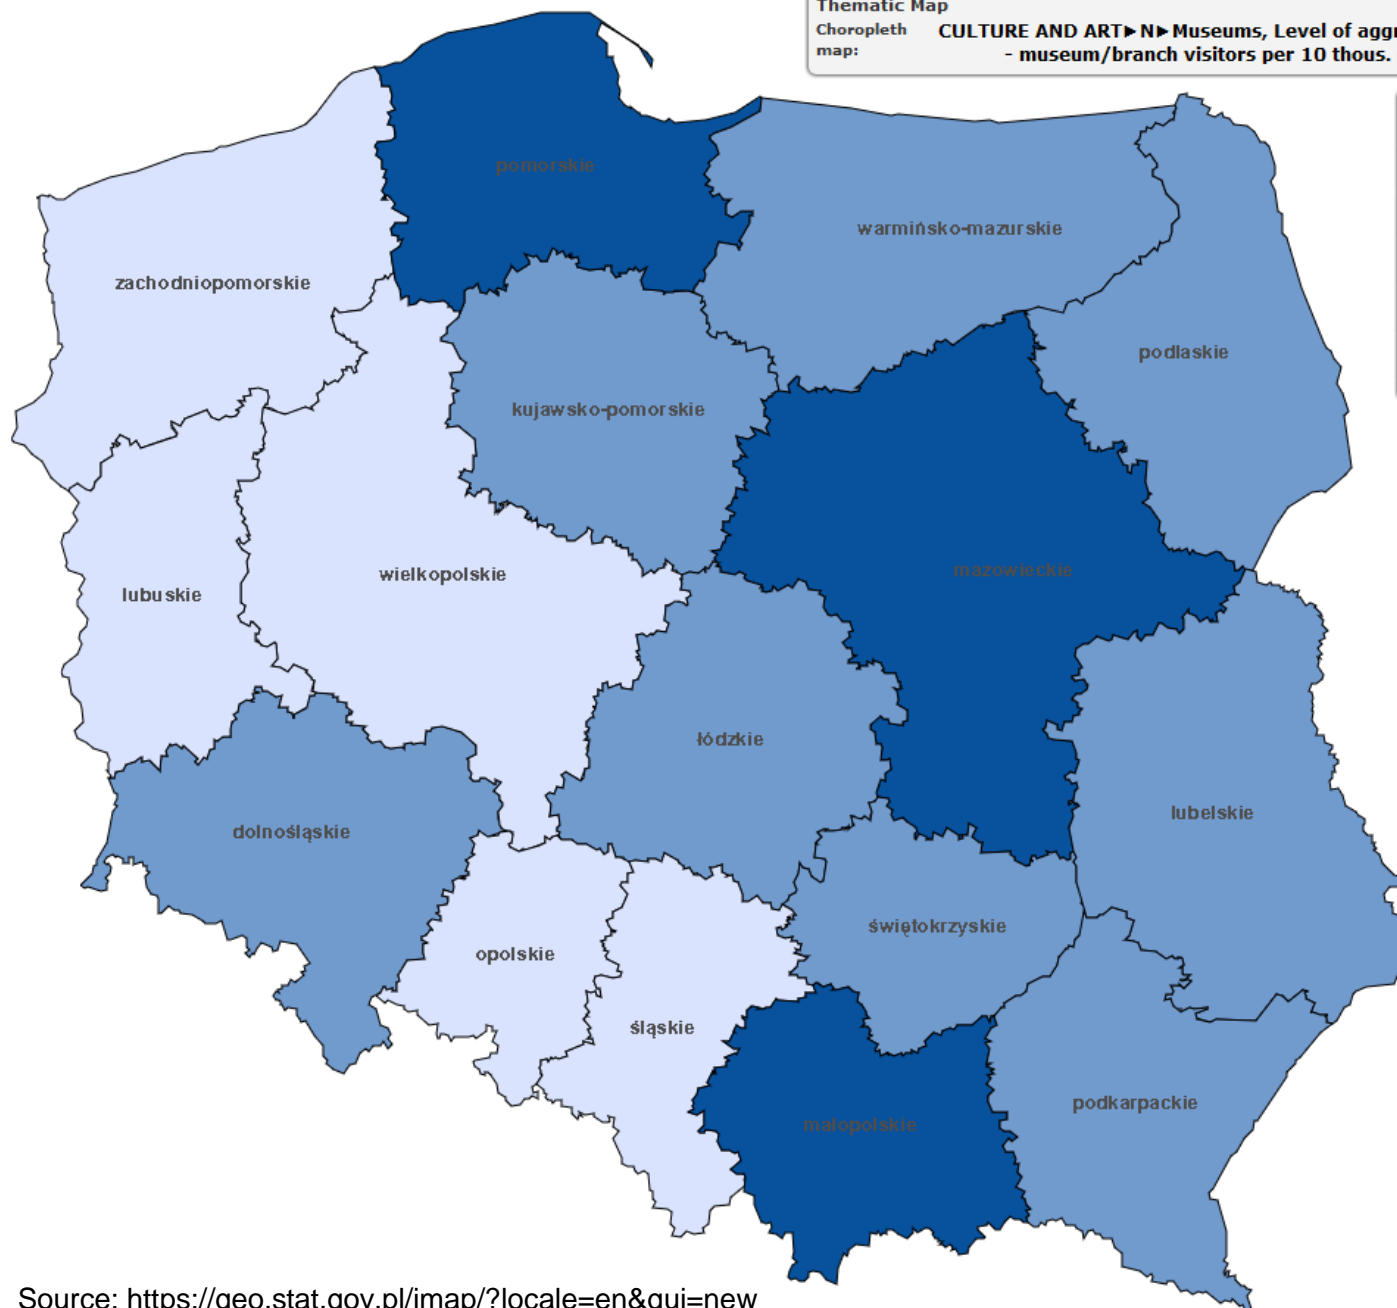 Thematic Map
Choropleth map:
CULTURE AND ART►N►Museums, Level of aggr
- museum/branch visitors per 10 thous.
pomorskie
warmińsko-mazurskie
zachodniopomorskie
podlaskie
kujawsko-pomorskie
mazowieckie
wielkopolskie
lubuskie
łódzkie
lubelskie
dolnośląskie
świętokrzyskie
opolskie
śląskie
podkarpackie
małopolskie
Source: https://geo.stat.gov.pl/imap/?locale=en&gui=new